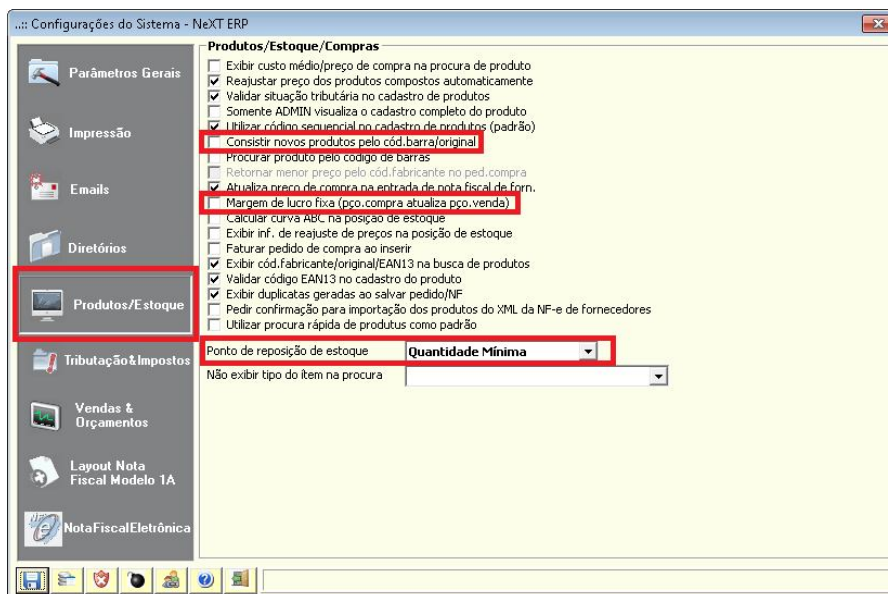 ..:: Configurações do Sistema - NeXT ERP
Parâmetros Gerais
Impressão
Emails
Diretórios
Produtos/Estoque
Tributação&Impostos
Vendas &
Orçamentos
Layout Nota
Fiscal Modelo 1A
NotaFiscalEletrônica
Produtos/Estoque/Compras
Exibir custo médio/preço de compra na procura de produto
Reajustar preço dos produtos compostos automaticamente
Validar situação tributária no cadastro de produtos
Somente ADMIN visualiza o cadastro completo do produto
Utilizar código sequencial no cadastro de produtos (padrão)
Consistir novos produtos pelo cód.barra/original
Procurar produto pelo código de barras
Retornar menor preço pelo cód.fabricante no ped.compra
Atualiza preço de compra na entrada de nota fiscal de forn.
Margem de lucro fixa (pço.compra atualiza pço.venda)
Calcular curva ABC na posição de estoque
Exibir inf. de reajuste de preços na posição de estoque
Faturar pedido de compra ao inserir
Exibir cód.fabricante/original/EAN13 na busca de produtos
Validar código EAN13 no cadastro do produto
Exibir duplicatas geradas ao salvar pedido/NF
Pedir confirmação para importação dos produtos do XML da NF-e de fornecedores
Utilizar procura rápida de produtus como padrão
Ponto de reposição de estoque Quantidade Mínima
Não exibir tipo do ítem na procura